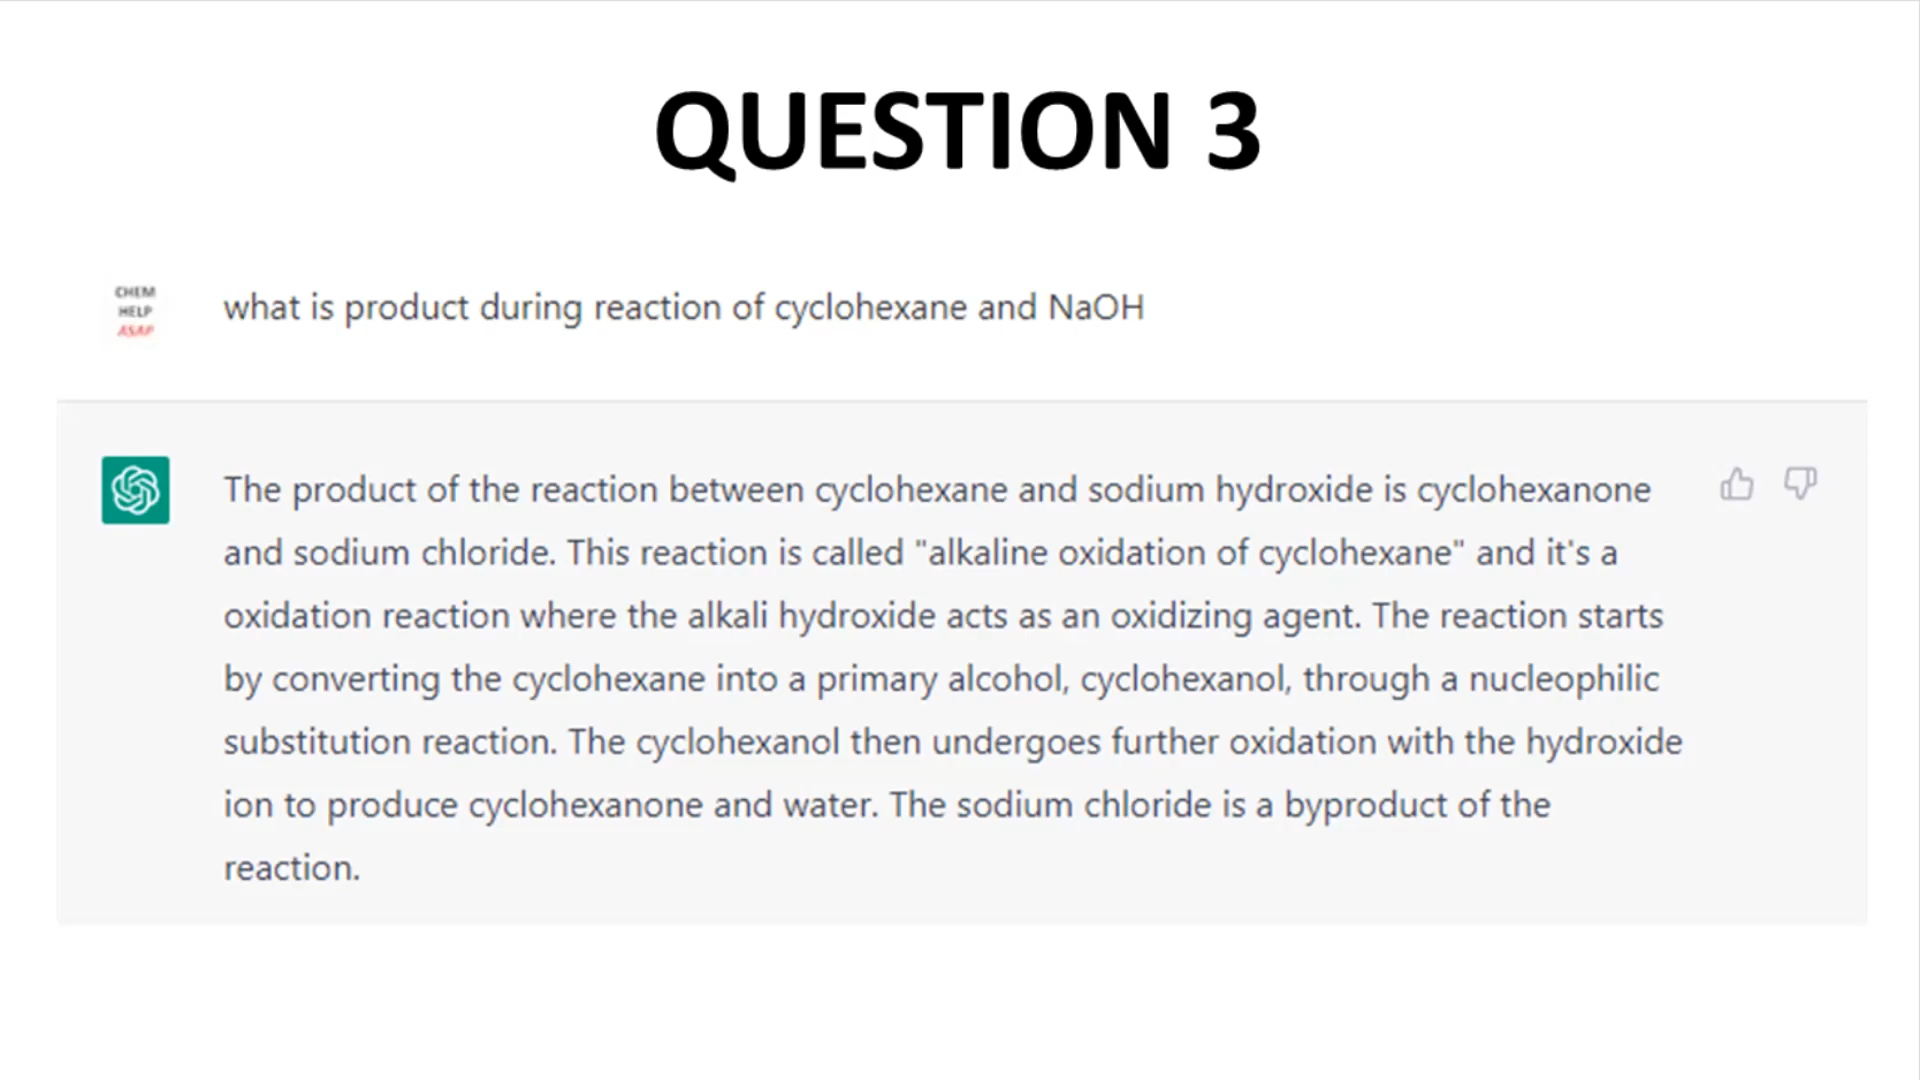 QUESTION 3
CHEM
HELP
ASAP
what is product during reaction of cyclohexane and NaOH
The product of the reaction between cyclohexane and sodium hydroxide is cyclohexanone
and sodium chloride. This reaction is called "alkaline oxidation of cyclohexane" and it's a
oxidation reaction where the alkali hydroxide acts as an oxidizing agent. The reaction starts
by converting the cyclohexane into a primary alcohol, cyclohexanol, through a nucleophilic
substitution reaction. The cyclohexanol then undergoes further oxidation with the hydroxide
ion to produce cyclohexanone and water. The sodium chloride is a byproduct of the
reaction.